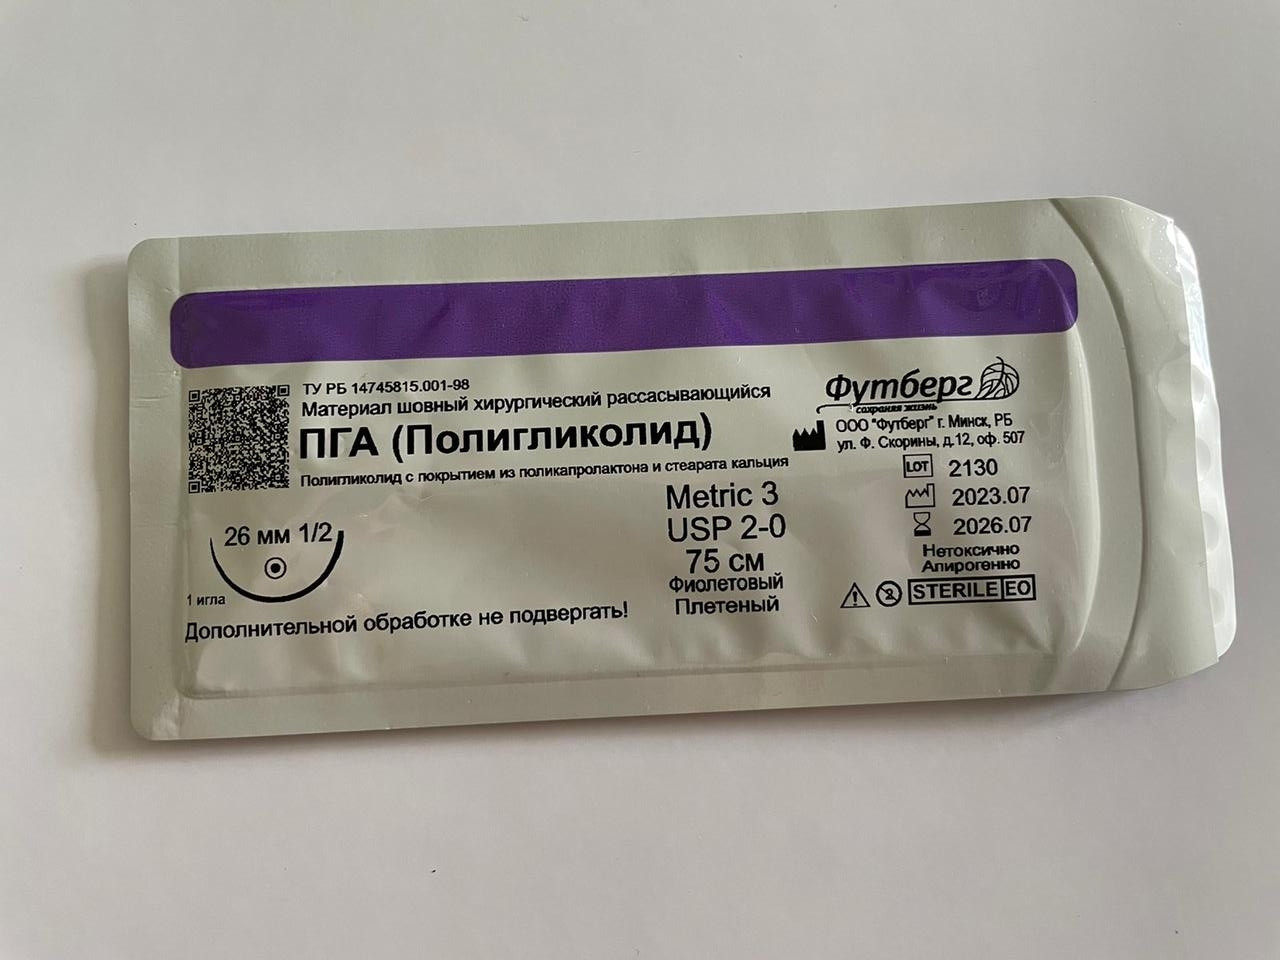 ТУ РБ 14745815.001-98
Материал шовный хирургический рассасывающийся
ПГА (Полигликолид)
Полигликолид с покрытием из поликапролактона и стеарата кальция
Футберг
сохраняя жизнь
ООО "Футберг" г. Минск, РБ
ул. Ф. Скорины, д.12, оф. 507
LOT 2130
2023.07
2026.07
Нетоксично
Апирогенно
STERILE EO
Metric 3
USP 2-0
75 см
Фиолетовый
Плетеный
26 мм 1/2
1 игла
Дополнительной обработке не подвергать!